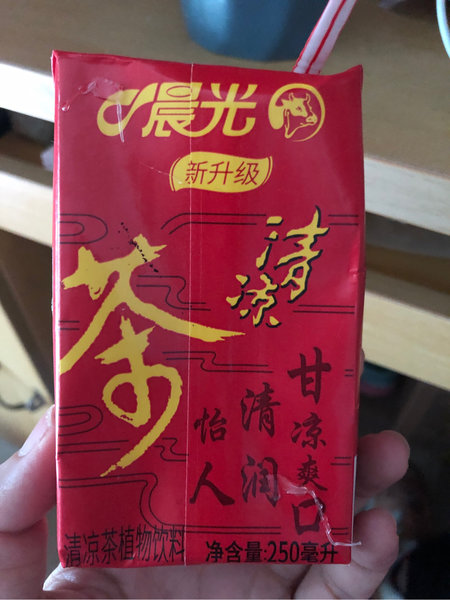 晨光
新升级
清凉
茶
甘凉爽口
清润
怡人
清凉茶植物饮料 净含量:250毫升